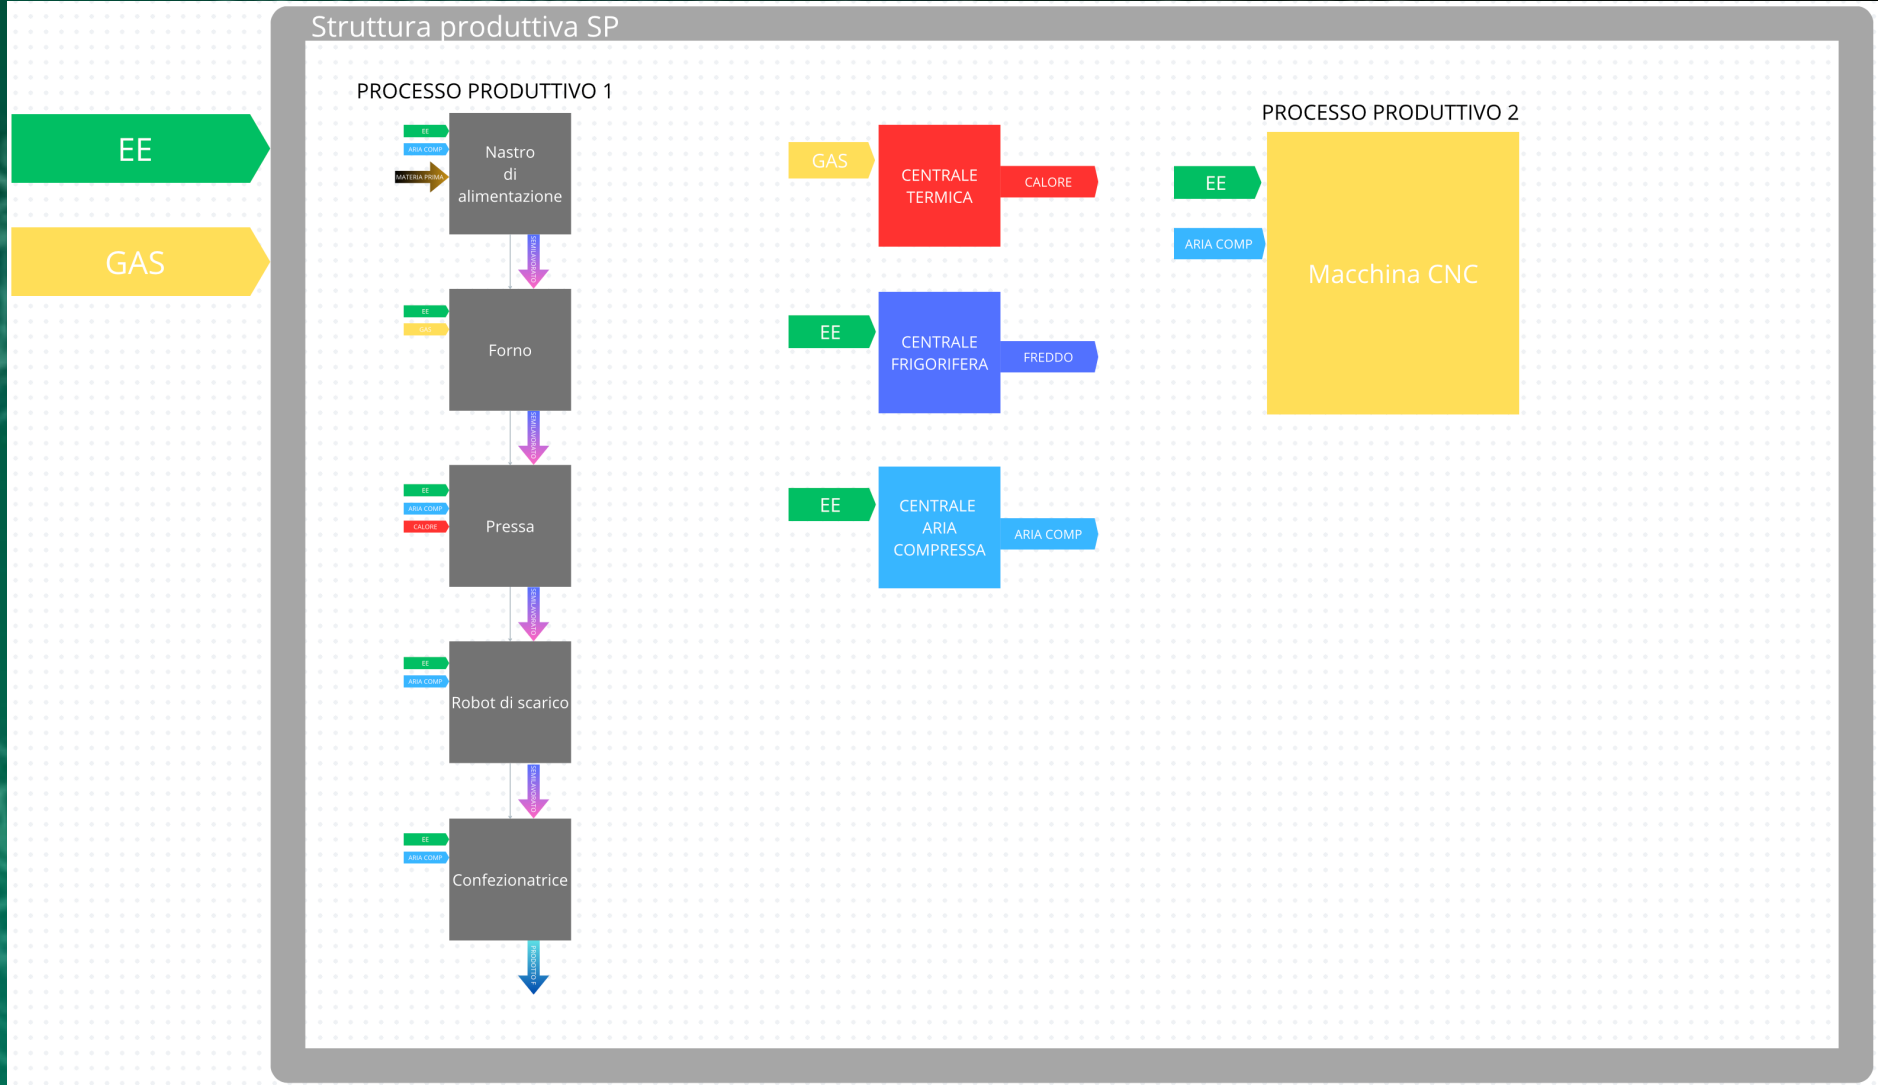 Struttura produttiva SP
EE
GAS
PROCESSO PRODUTTIVO 1
EE
ARIA COMP
MATERIA PRIMA
Nastro
di
alimentazione
SEMILAVORATO
EE
GAS
Forno
SEMILAVORATO
EE
ARIA COMP
CALORE
Pressa
SEMILAVORATO
EE
ARIA COMP
Robot di scarico
SEMILAVORATO
EE
ARIA COMP
Confezionatrice
PRODOTTO F
GAS
CENTRALE
TERMICA
CALORE
EE
CENTRALE
FRIGORIFERA
FREDDO
EE
CENTRALE
ARIA
COMPRESSA
ARIA COMP
PROCESSO PRODUTTIVO 2
EE
ARIA COMP
Macchina CNC